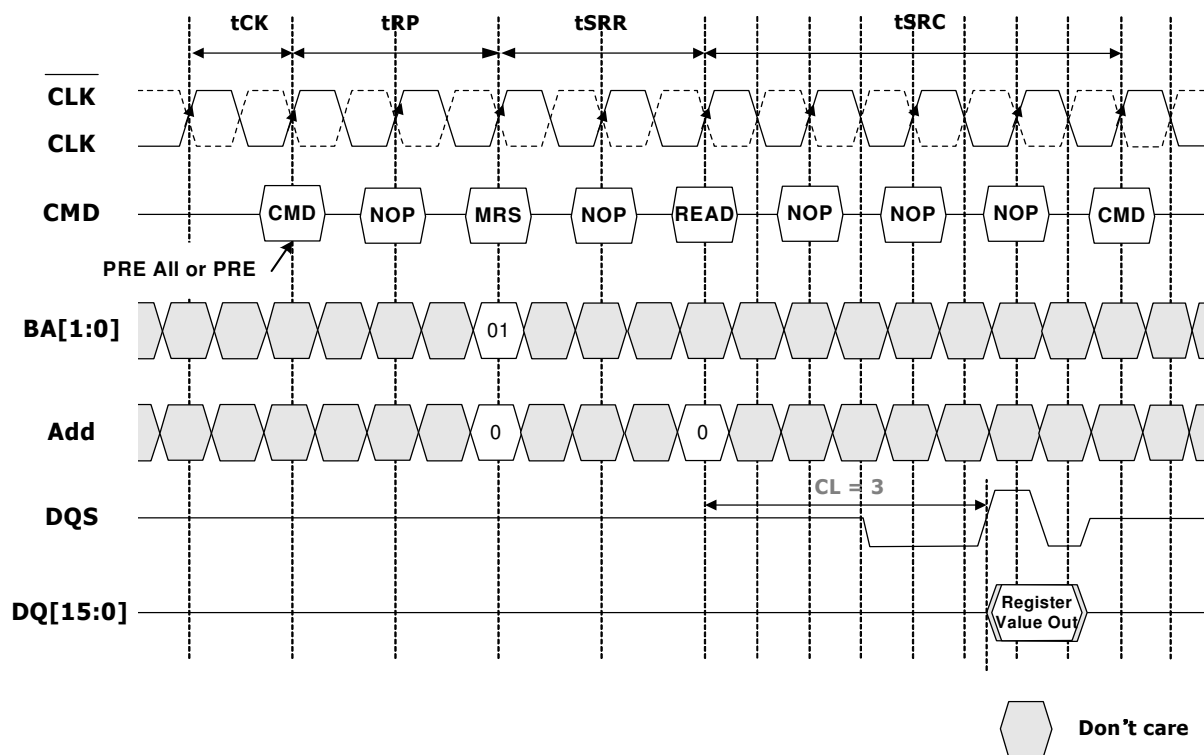 tCK tRP tSRR tSRC
CLK
CLK
CMD CMD NOP MRS NOP READ NOP NOP NOP CMD
PRE All or PRE
BA[1:0] 01
Add 0 0
CL = 3
DQS
DQ[15:0] Register
Value Out
Don't care